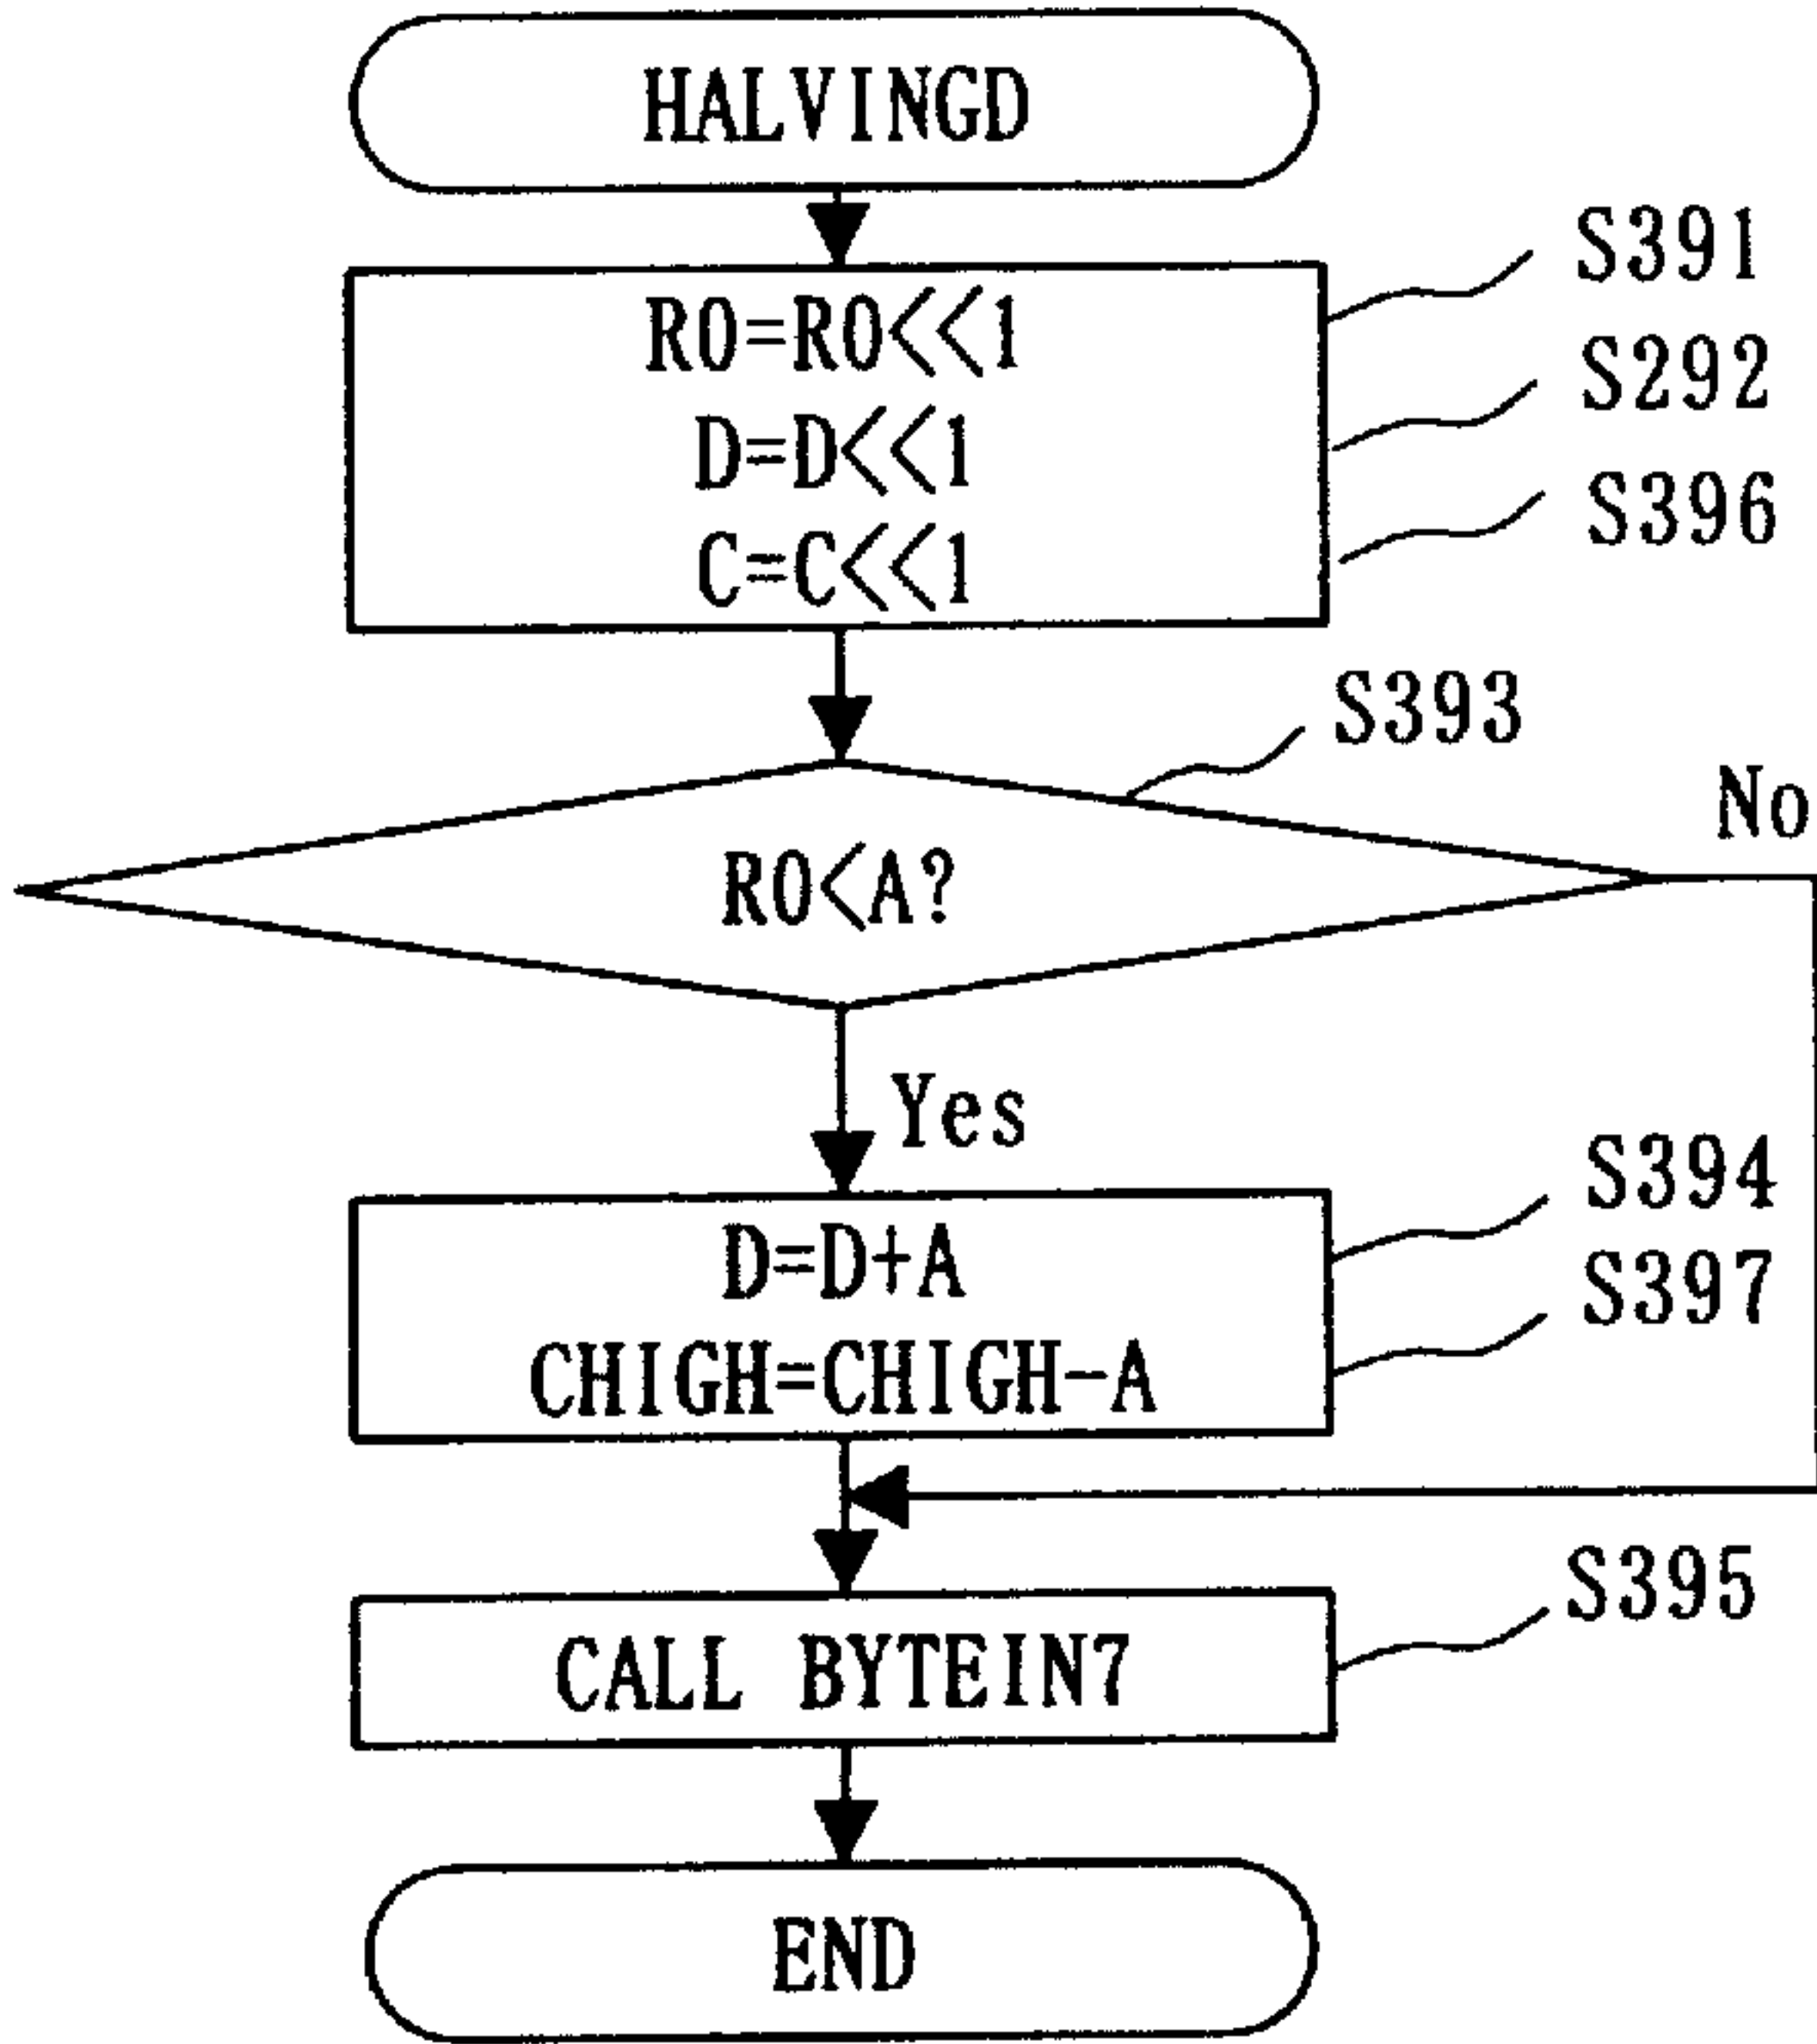 HALVINGD
S391
R0=R0<<1
S292
D=D<<1
S396
C=C<<1
S393
No
R0<A?
Yes
S394
D=D+A
S397
CHIGH=CHIGH-A
S395
CALL BYTEIN7
END